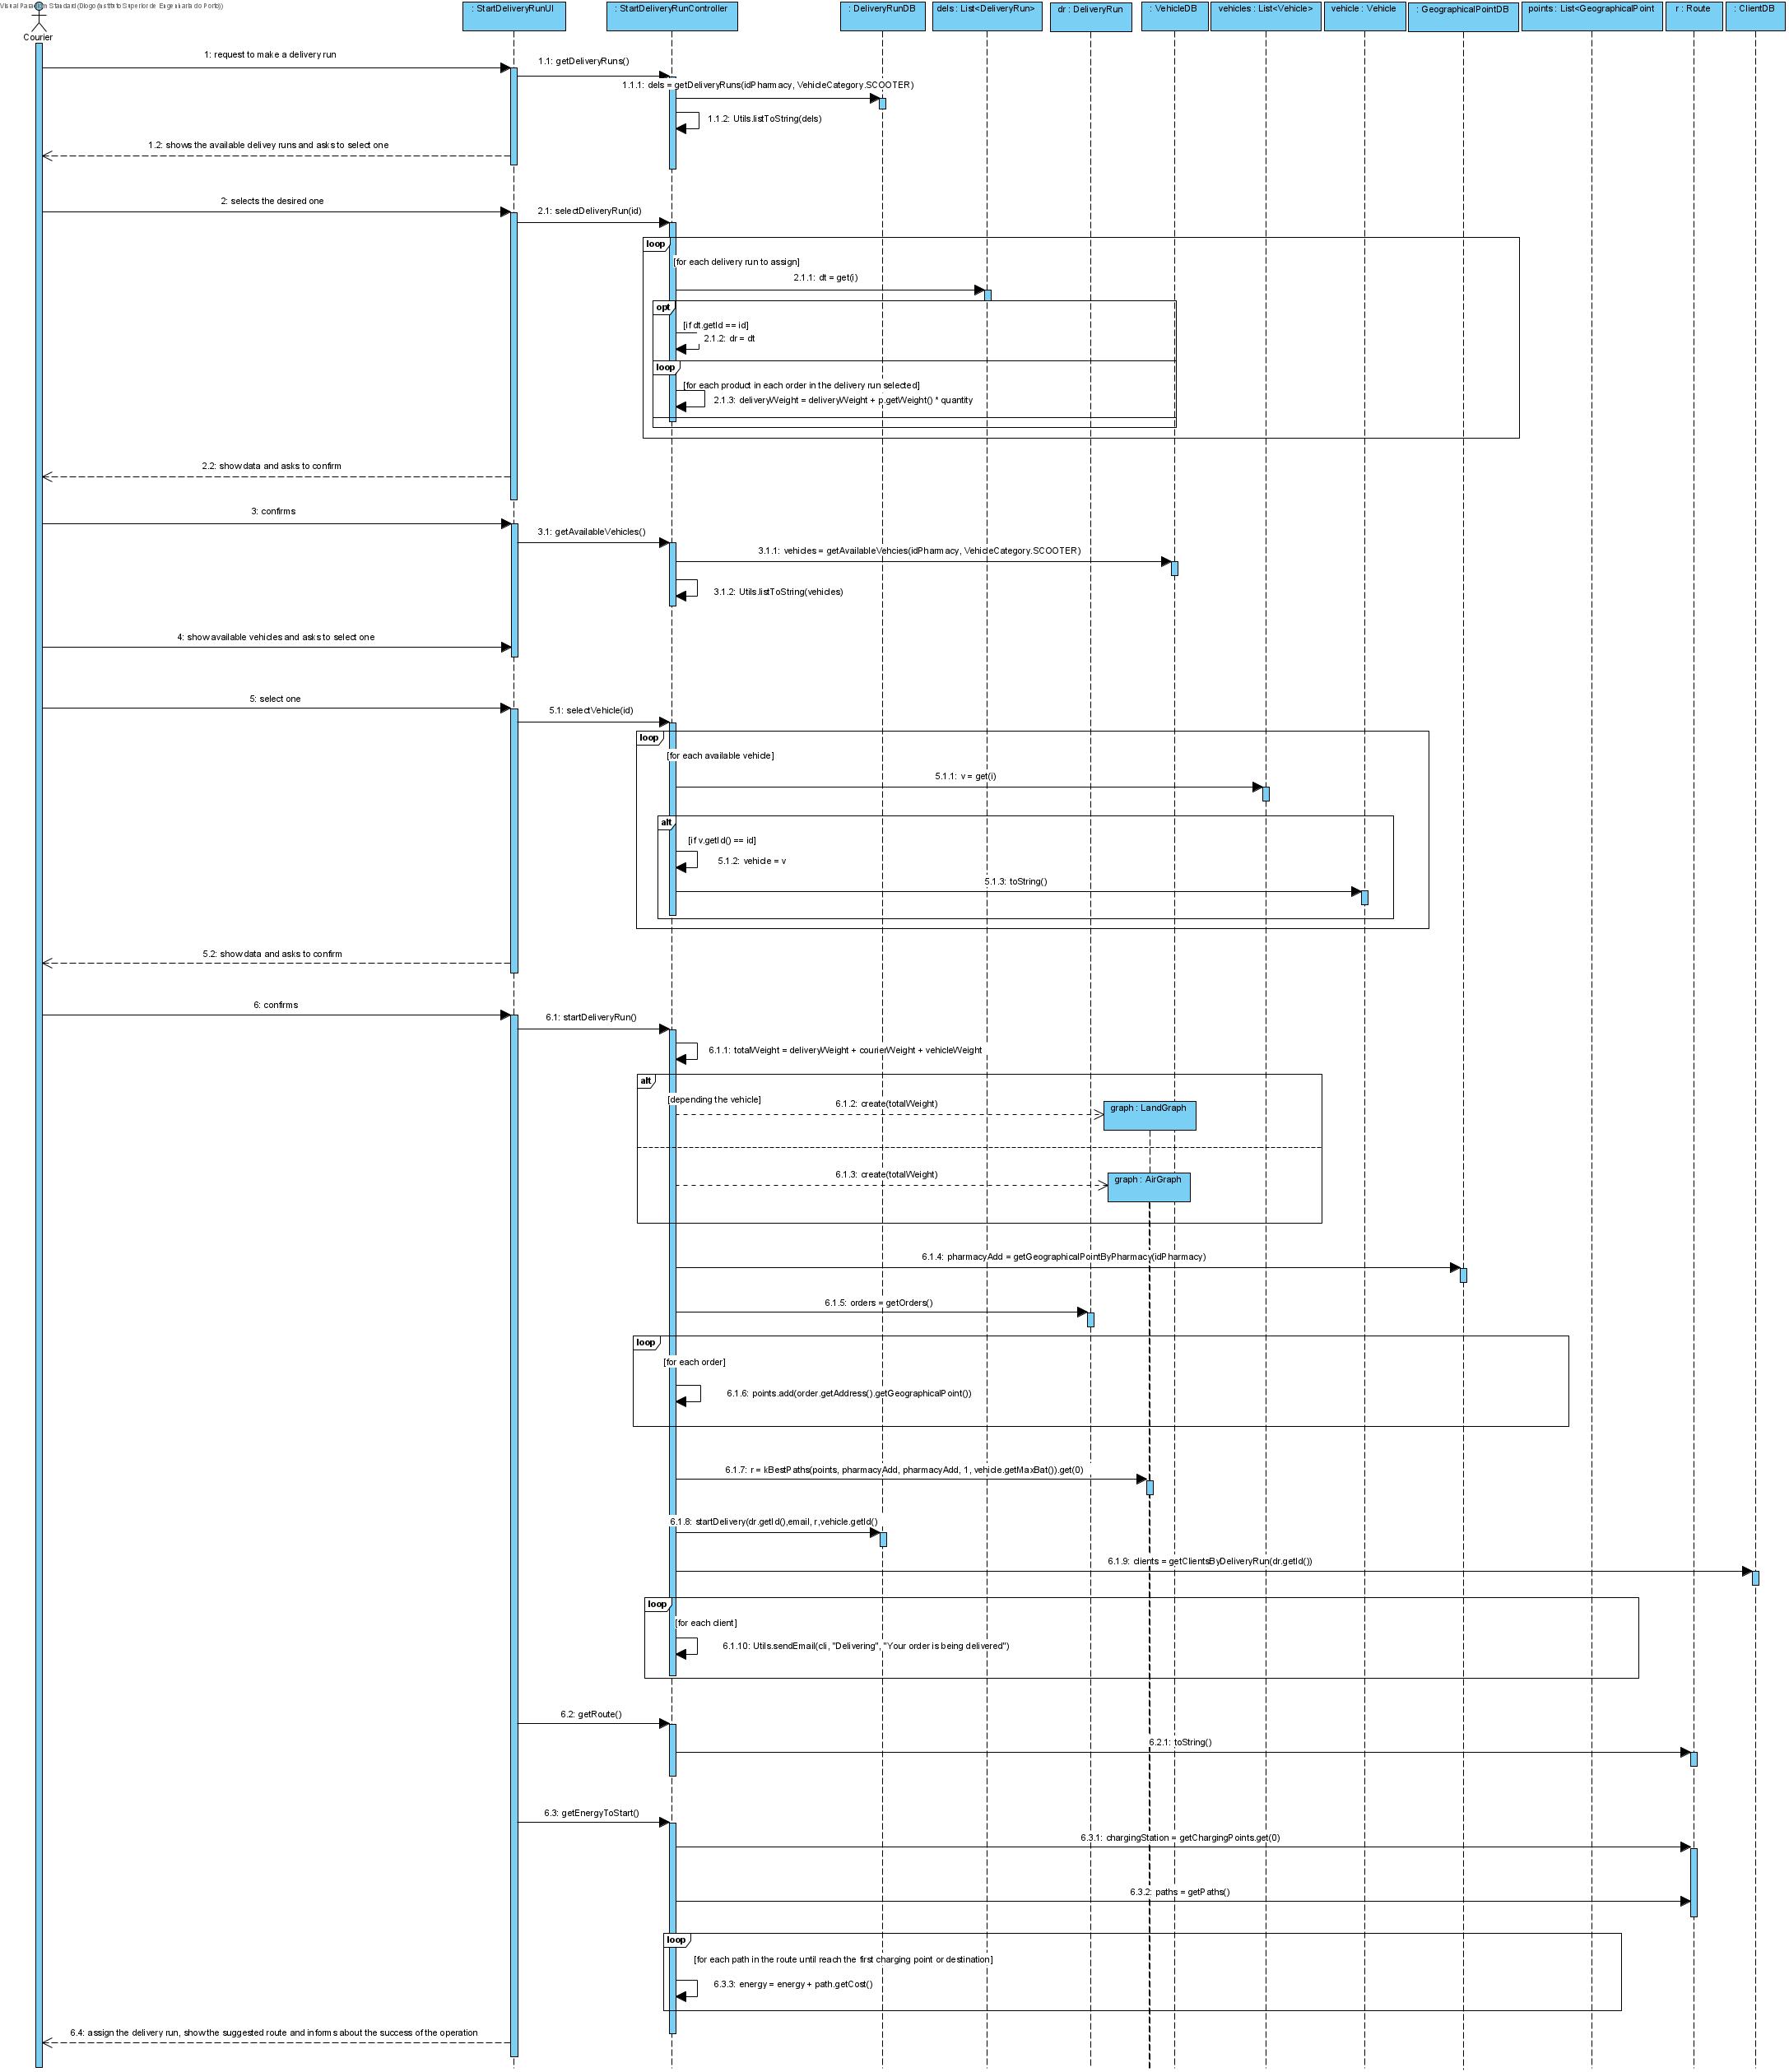 Visual Paradigm Standard (Diogo (Instituto Superior de Engenharia do Porto))
Courier
: StartDeliveryRunUI
: StartDeliveryRunController
: DeliveryRunDB
dels : List<DeliveryRun>
dr : DeliveryRun
: VehicleDB
vehicles : List<Vehicle>
vehicle : Vehicle
: GeographicalPointDB
points : List<GeographicalPoint
r : Route
: ClientDB
1: request to make a delivery run
1.1: getDeliveryRuns()
1.1.1: dels = getDeliveryRuns(idPharmacy, VehicleCategory.SCOOTER)
1.1.2: Utils.listToString(dels)
1.2: shows the available delivey runs and asks to select one
2: selects the desired one
2.1: selectDeliveryRun(id)
loop
[for each delivery run to assign]
2.1.1: dt = get(i)
opt
[if dt.getId == id]
2.1.2: dr = dt
loop
[for each product in each order in the delivery run selected]
2.1.3: deliveryWeight = deliveryWeight + p.getWeight() * quantity
2.2: show data and asks to confirm
3: confirms
3.1: getAvailableVehicles()
3.1.1: vehicles = getAvailableVehcies(idPharmacy, VehicleCategory.SCOOTER)
3.1.2: Utils.listToString(vehicles)
4: show available vehicles and asks to select one
5: select one
5.1: selectVehicle(id)
loop
[for each available vehicle]
5.1.1: v = get(i)
alt
[if v.getId() == id]
5.1.2: vehicle = v
5.1.3: toString()
5.2: show data and asks to confirm
6: confirms
6.1: startDeliveryRun()
6.1.1: totalWeight = deliveryWeight + courierWeight + vehicleWeight
alt
[depending the vehicle]
6.1.2: create(totalWeight)
graph : LandGraph
6.1.3: create(totalWeight)
graph : AirGraph
6.1.4: pharmacyAdd = getGeographicalPointByPharmacy(idPharmacy)
6.1.5: orders = getOrders()
loop
[for each order]
6.1.6: points.add(order.getAddress().getGeographicalPoint())
6.1.7: r = kBestPaths(points, pharmacyAdd, pharmacyAdd, 1, vehicle.getMaxBat()).get(0)
6.1.8: startDelivery(dr.getId(),email, r,vehicle.getId()
6.1.9: clients = getClientsByDeliveryRun(dr.getId())
loop
[for each client]
6.1.10: Utils.sendEmail(cli, "Delivering", "Your order is being delivered")
6.2: getRoute()
6.2.1: toString()
6.3: getEnergyToStart()
6.3.1: chargingStation = getChargingPoints.get(0)
6.3.2: paths = getPaths()
loop
[for each path in the route until reach the first charging point or destination]
6.3.3: energy = energy + path.getCost()
6.4: assign the delivery run, show the suggested route and informs about the success of the operation